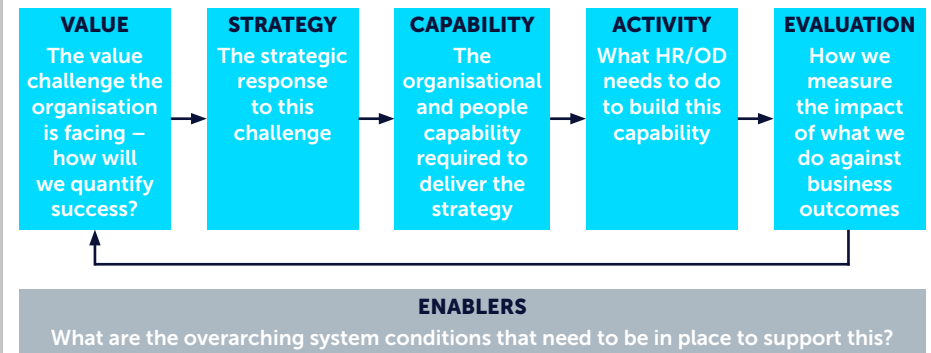 VALUE
The value
challenge the
organisation
is facing –
how will
we quantify
success?
STRATEGY
The strategic
response
to this
challenge
CAPABILITY
The
organisational
and people
capability
required to
deliver the
strategy
ACTIVITY
What HR/OD
needs to do
to build this
capability
EVALUATION
How we
measure
the impact
of what we
do against
business
outcomes
ENABLERS
What are the overarching system conditions that need to be in place to support this?